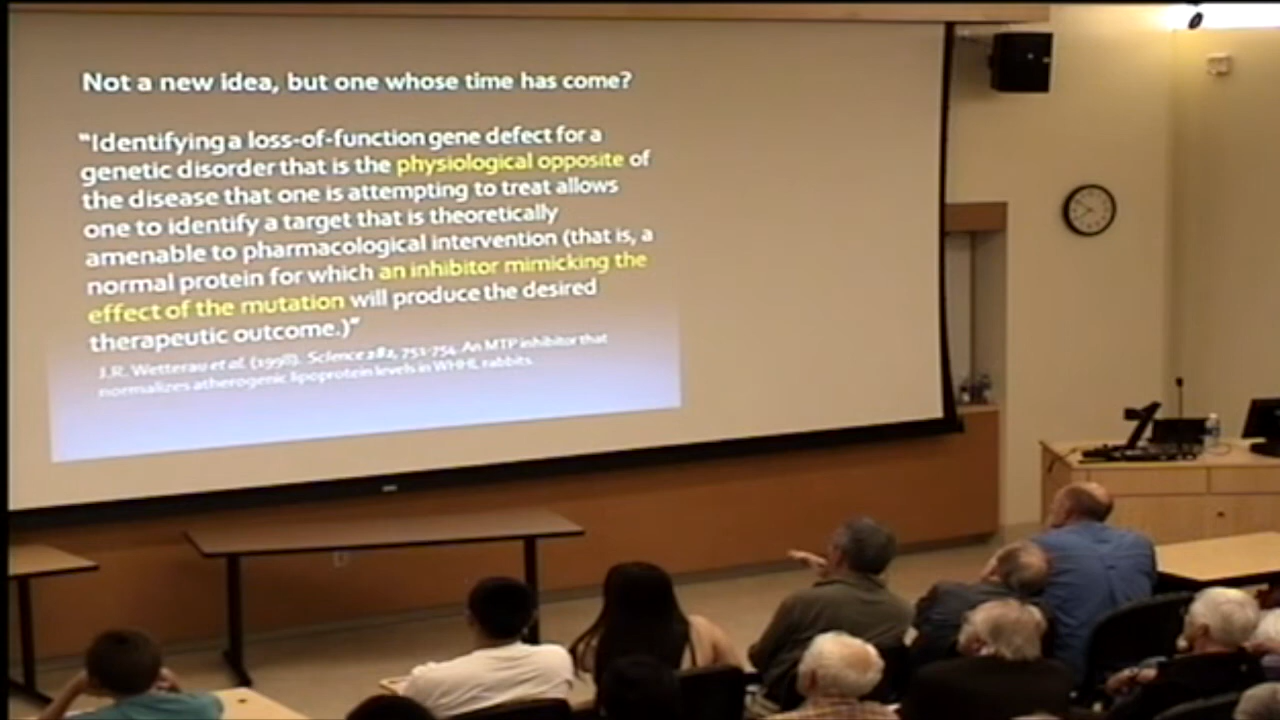 Not a new idea, but one whose time has come?
"Identifying a loss-of-function gene defect for a
genetic disorder that is the physiological opposite of
the disease that one is attempting to treat allows
one to identify a target that is theoretically
amenable to pharmacological intervention (that is, a
normal protein for which an inhibitor mimicking the
effect of the mutation will produce the desired
therapeutic outcome.)"
J.R. Wetterau et al. (1998). Science 282, 751-754. An MTP inhibitor that
normalizes atherogenic lipoprotein levels in WHHL rabbits.